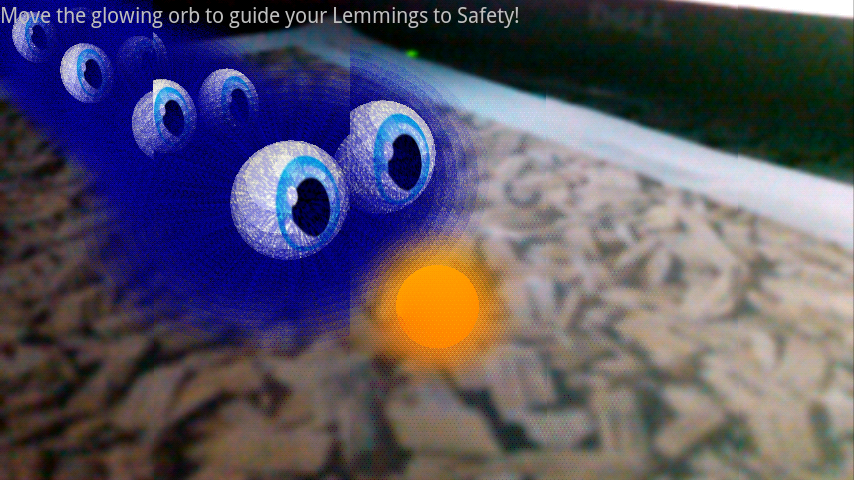 Move the glowing orb to guide your Lemmings to Safety!